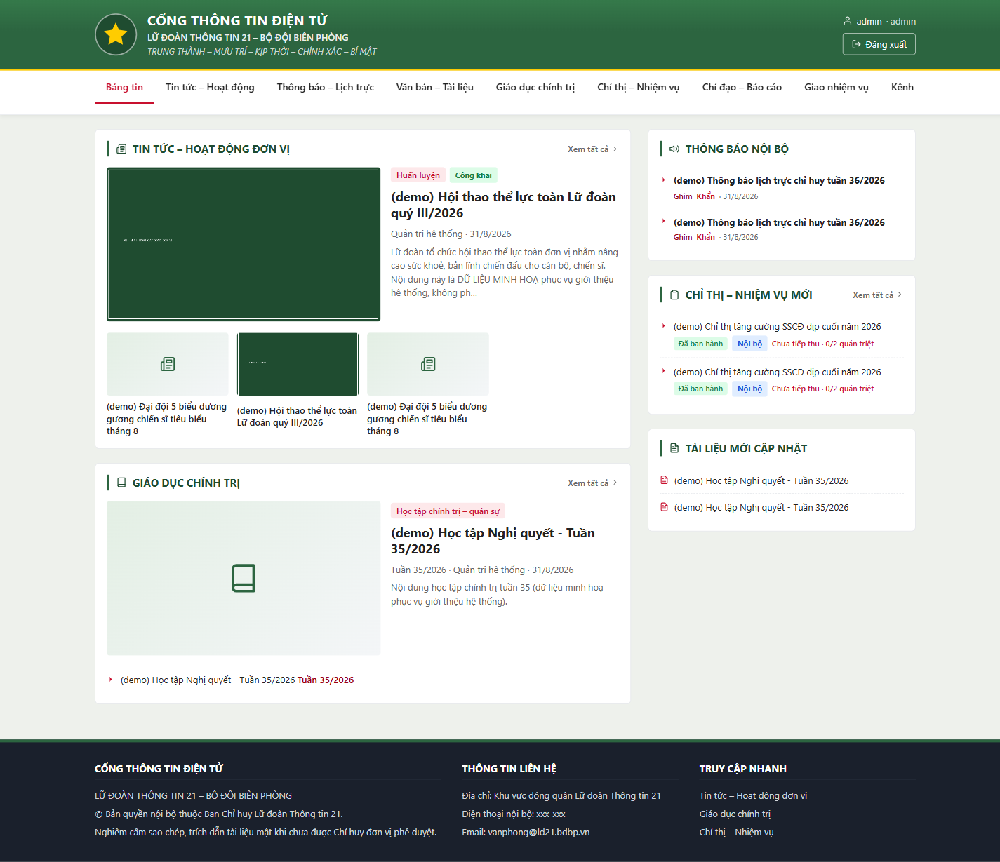 CỔNG THÔNG TIN ĐIỆN TỬ
LỮ ĐOÀN THÔNG TIN 21 – BỘ ĐỘI BIÊN PHÒNG
TRUNG THÀNH – MƯU TRÍ – KỊP THỜI – CHÍNH XÁC – BÍ MẬT
admin · admin
Đăng xuất
Bảng tin
Tin tức – Hoạt động
Thông báo – Lịch trực
Văn bản – Tài liệu
Giáo dục chính trị
Chỉ thị – Nhiệm vụ
Chỉ đạo – Báo cáo
Giao nhiệm vụ
Kênh
TIN TỨC – HOẠT ĐỘNG ĐƠN VỊ
Xem tất cả
Huấn luyện
Công khai
(demo) Hội thao thể lực toàn Lữ đoàn
quý III/2026
Quản trị hệ thống · 31/8/2026
Lữ đoàn tổ chức hội thao thể lực toàn đơn vị nhằm nâng
cao sức khoẻ, bản lĩnh chiến đấu cho cán bộ, chiến sĩ.
Nội dung này là DỮ LIỆU MINH HOẠ phục vụ giới thiệu
hệ thống, không ph...
(demo) Đại đội 5 biểu dương
gương chiến sĩ tiêu biểu
tháng 8
(demo) Hội thao thể lực toàn
Lữ đoàn quý III/2026
(demo) Đại đội 5 biểu dương
gương chiến sĩ tiêu biểu
tháng 8
GIÁO DỤC CHÍNH TRỊ
Xem tất cả
Học tập chính trị – quân sự
(demo) Học tập Nghị quyết - Tuần
35/2026
Tuần 35/2026 · Quản trị hệ thống · 31/8/2026
Nội dung học tập chính trị tuần 35 (dữ liệu minh hoạ
phục vụ giới thiệu hệ thống).
(demo) Học tập Nghị quyết - Tuần 35/2026 Tuần 35/2026
THÔNG BÁO NỘI BỘ
(demo) Thông báo lịch trực chỉ huy tuần 36/2026
Ghim Khẩn · 31/8/2026
(demo) Thông báo lịch trực chỉ huy tuần 36/2026
Ghim Khẩn · 31/8/2026
CHỈ THỊ – NHIỆM VỤ MỚI
Xem tất cả
(demo) Chỉ thị tăng cường SSCĐ dịp cuối năm 2026
Đã ban hành Nội bộ Chưa tiếp thu · 0/2 quán triệt
(demo) Chỉ thị tăng cường SSCĐ dịp cuối năm 2026
Đã ban hành Nội bộ Chưa tiếp thu · 0/2 quán triệt
TÀI LIỆU MỚI CẬP NHẬT
(demo) Học tập Nghị quyết - Tuần 35/2026
(demo) Học tập Nghị quyết - Tuần 35/2026
CỔNG THÔNG TIN ĐIỆN TỬ
LỮ ĐOÀN THÔNG TIN 21 – BỘ ĐỘI BIÊN PHÒNG
© Bản quyền nội bộ thuộc Ban Chỉ huy Lữ đoàn Thông tin 21.
Nghiêm cấm sao chép, trích dẫn tài liệu mật khi chưa được Chỉ huy đơn vị phê duyệt.
THÔNG TIN LIÊN HỆ
Địa chỉ: Khu vực đóng quân Lữ đoàn Thông tin 21
Điện thoại nội bộ: xxx-xxx
Email: vanphong@ld21.bdbp.vn
TRUY CẬP NHANH
Tin tức – Hoạt động đơn vị
Giáo dục chính trị
Chỉ thị – Nhiệm vụ